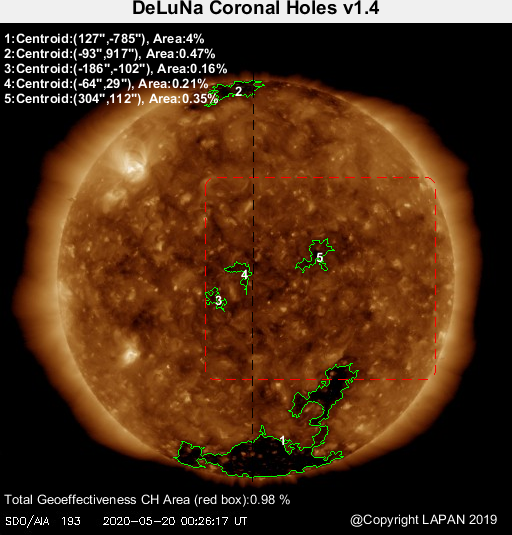 DeLuNa Coronal Holes v1.4
1:Centroid:(127",-785"), Area:4%
2:Centroid:(-93",917"), Area:0.47%
3:Centroid:(-186",-102"), Area:0.16%
4:Centroid:(-64",29"), Area:0.21%
5:Centroid:(304",112"), Area:0.35%
2
5
4
3
1
Total Geoeffectiveness CH Area (red box):0.98 %
SDO/AIA 193 2020-05-20 00:26:17 UT
@Copyright LAPAN 2019